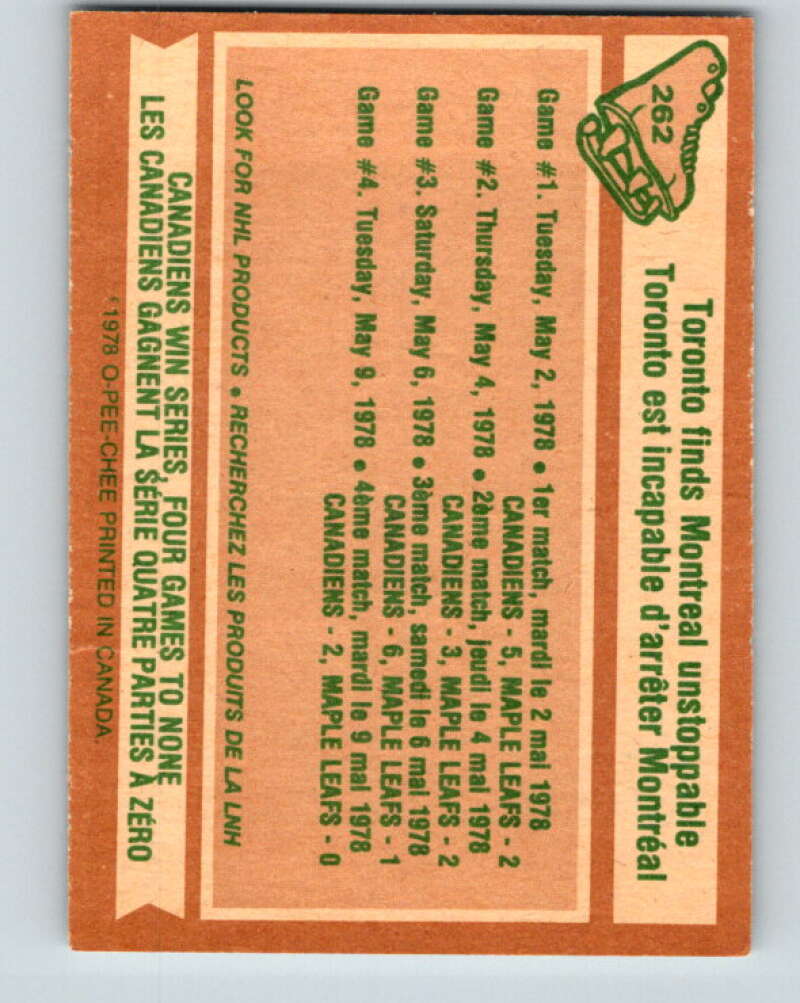 262
Toronto finds Montreal unstoppable
Toronto est incapable d'arrêter Montréal
Game #1. Tuesday, May 2, 1978 • 1er match, mardi le 2 mai 1978
CANADIENS - 5, MAPLE LEAFS - 2
Game #2. Thursday, May 4, 1978 • 2ème match, jeudi le 4 mai 1978
CANADIENS - 3, MAPLE LEAFS - 2
Game #3. Saturday, May 6, 1978 • 3ème match, samedi le 6 mai 1978
CANADIENS - 6, MAPLE LEAFS - 1
Game #4. Tuesday, May 9, 1978 • 4ème match, mardi le 9 mai 1978
CANADIENS - 2, MAPLE LEAFS - 0
LOOK FOR NHL PRODUCTS • RECHERCHEZ LES PRODUITS DE LA LNH
CANADIENS WIN SERIES, FOUR GAMES TO NONE
LES CANADIENS GAGNENT LA SÉRIE QUATRE PARTIES À ZÉRO
©1978 O-PEE-CHEE PRINTED IN CANADA.